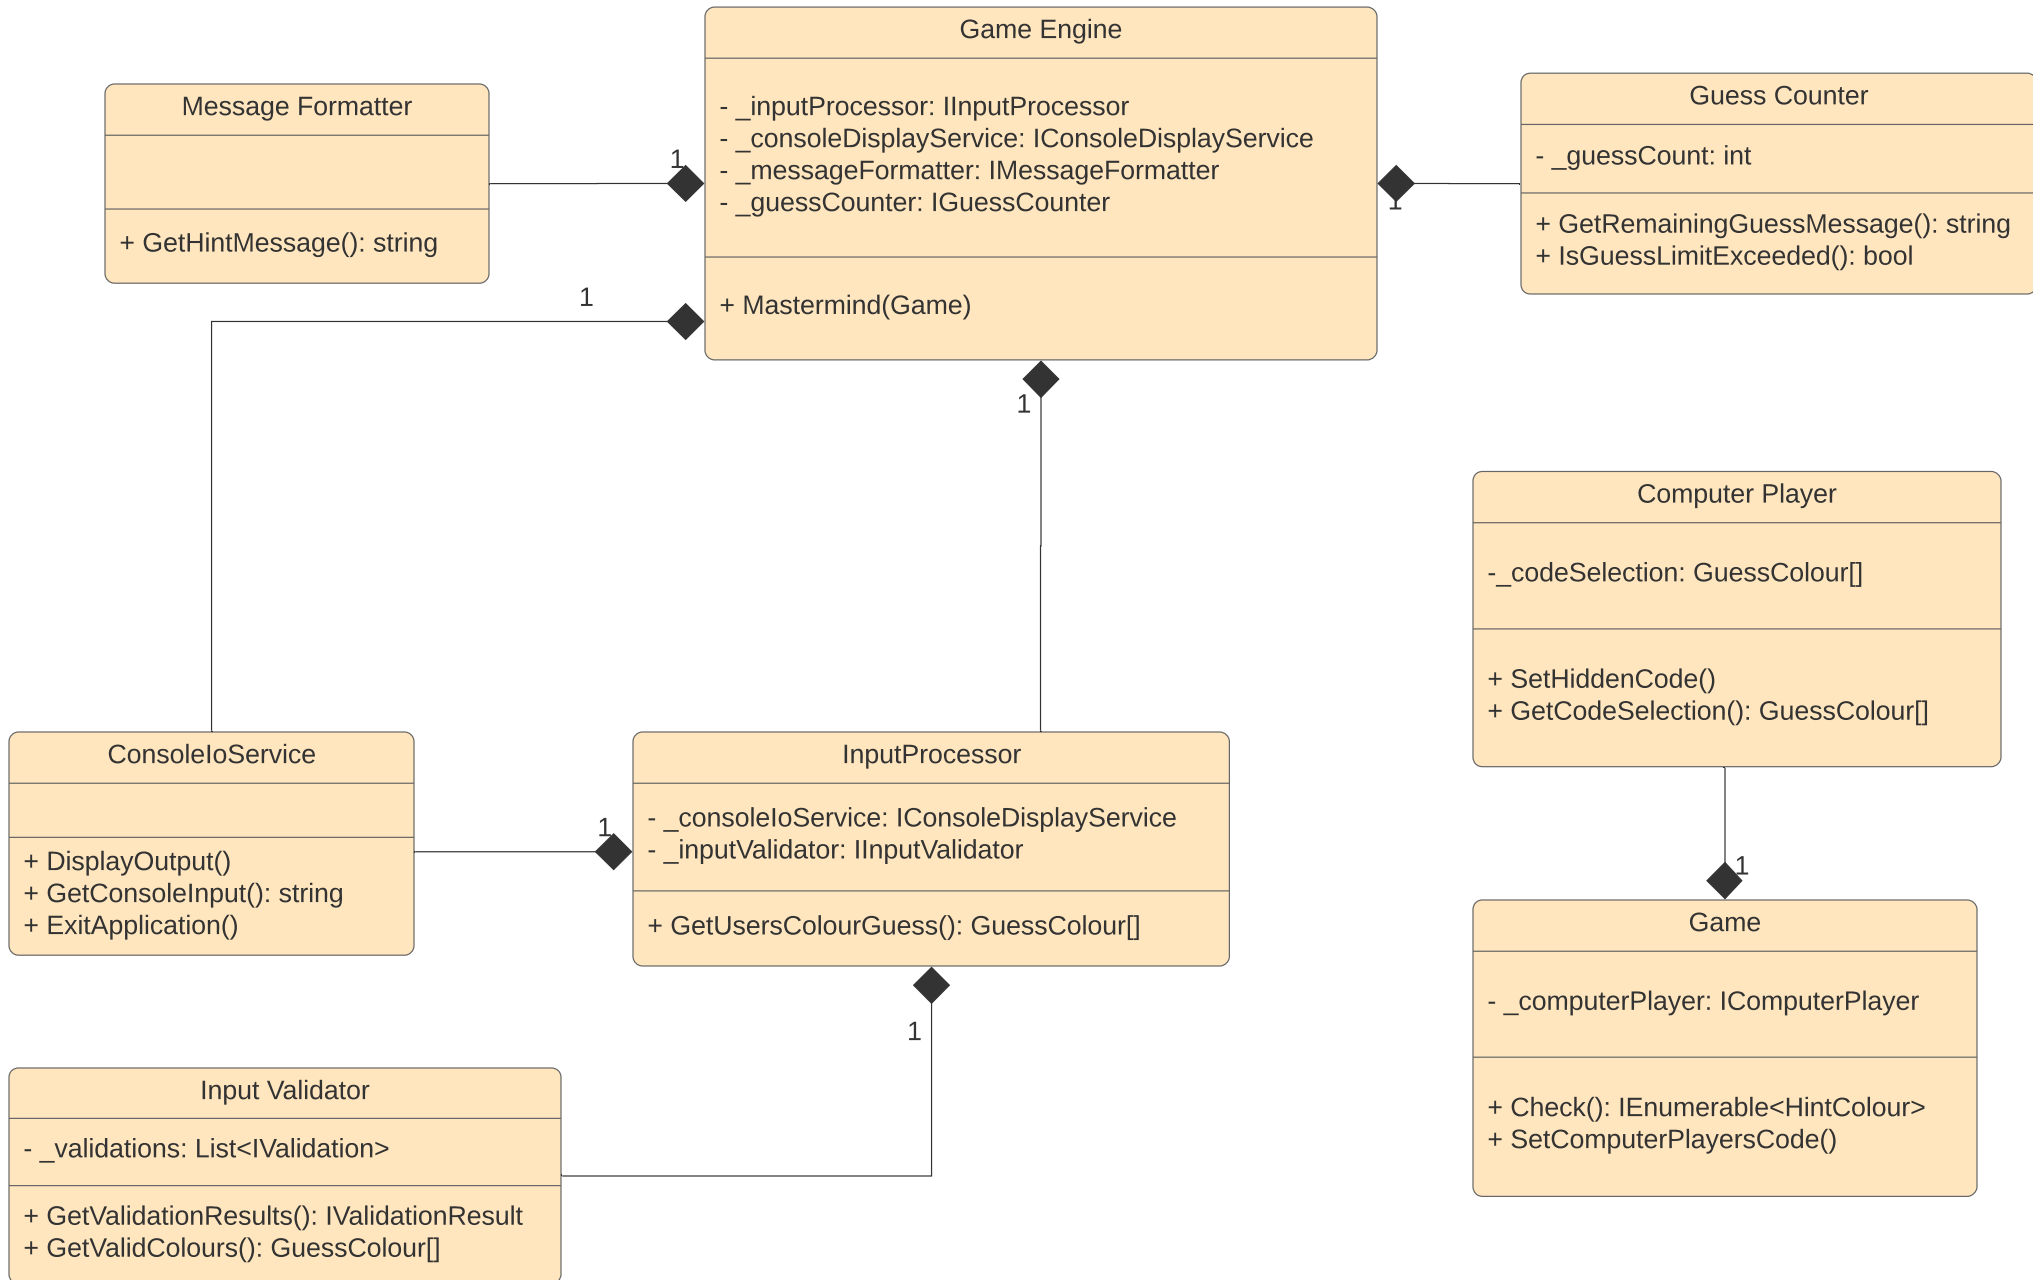 Game Engine
- _inputProcessor: IInputProcessor
- _consoleDisplayService: IConsoleDisplayService
- _messageFormatter: IMessageFormatter
- _guessCounter: IGuessCounter
+ Mastermind(Game)
Message Formatter
+ GetHintMessage(): string
1
1
1
1
Guess Counter
- _guessCount: int
+ GetRemainingGuessMessage(): string
+ IsGuessLimitExceeded(): bool
Computer Player
-_codeSelection: GuessColour[]
+ SetHiddenCode()
+ GetCodeSelection(): GuessColour[]
ConsoleIoService
+ DisplayOutput()
+ GetConsoleInput(): string
+ ExitApplication()
1
InputProcessor
- _consoleIoService: IConsoleDisplayService
- _inputValidator: IInputValidator
+ GetUsersColourGuess(): GuessColour[]
1
1
Game
- _computerPlayer: IComputerPlayer
+ Check(): IEnumerable<HintColour>
+ SetComputerPlayersCode()
Input Validator
- _validations: List<IValidation>
+ GetValidationResults(): IValidationResult
+ GetValidColours(): GuessColour[]